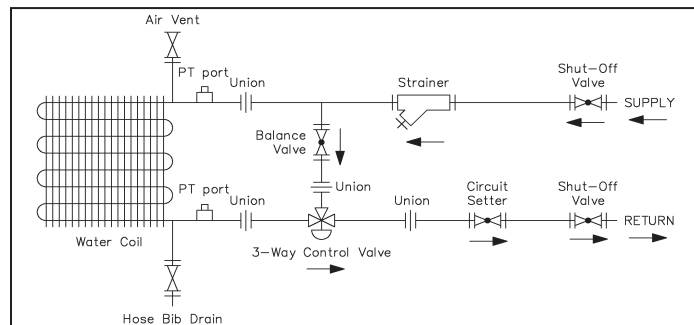 Air Vent
PT port
Union
Strainer
Shut-Off
Valve
SUPPLY
Balance
Valve
Union
PT port
Union
Union
Circuit
Setter
Shut-Off
Valve
RETURN
Water Coil
3-Way Control Valve
Hose Bib Drain